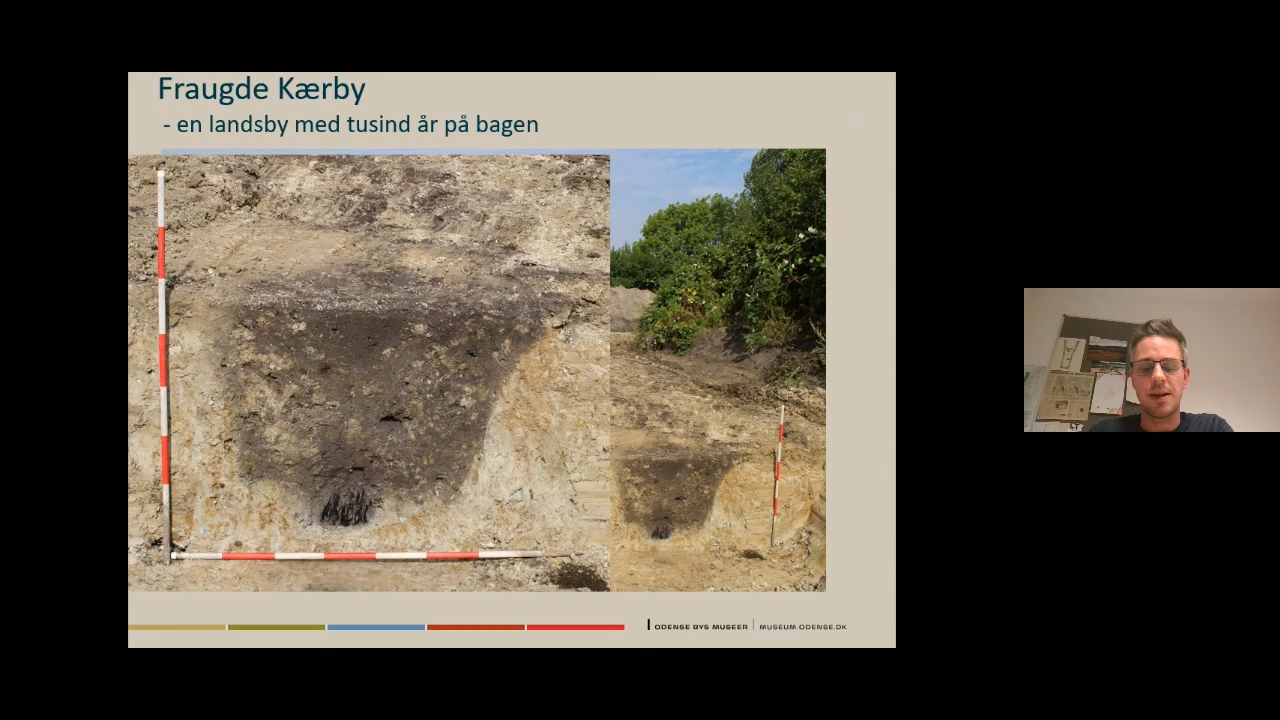 Fraugde Kærby
- en landsby med tusind år på bagen
ODENSE BYS MUSEER | MUSEUM.ODENSE.DK